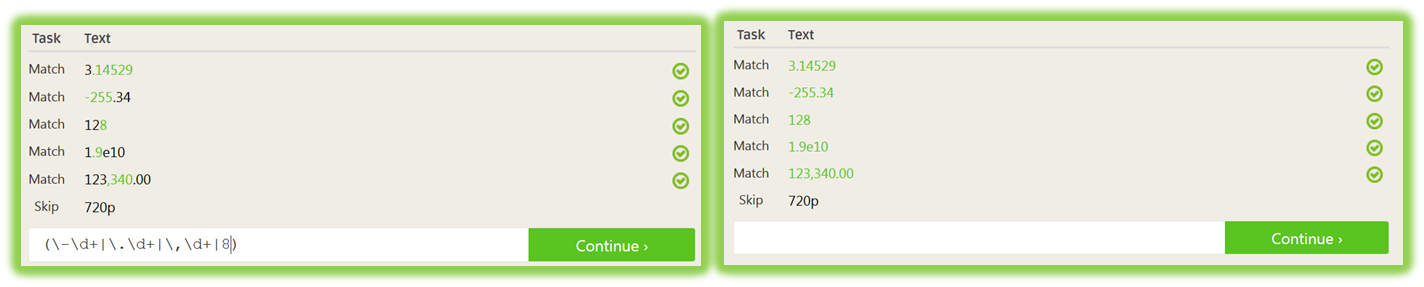 Task Text
Match 3.14529
Match -255.34
Match 128
Match 1.9e10
Match 123,340.00
Skip 720p
(\-\d+|\.\d+|\,\d+|8) Continue ›
Task Text
Match 3.14529
Match -255.34
Match 128
Match 1.9e10
Match 123,340.00
Skip 720p
Continue ›